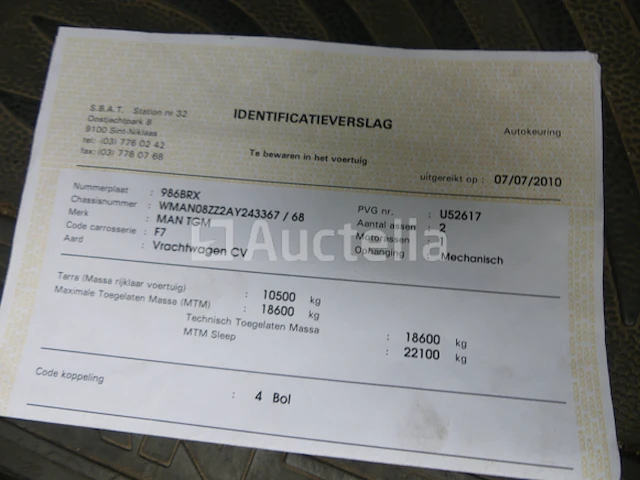 S.B.A.T. Station nr 32
Oostjachtpark 8
9100 Sint-Niklaas
tel: (03) 776 02 42
fax: (03) 778 07 68
IDENTIFICATIEVERSLAG
Te bewaren in het voertuig
Autokeuring
uitgereikt op : 07/07/2010
Nummerplaat : 986BRX
Chassisnummer : WMAN08ZZ2AY243367 / 68
Merk : MAN TGM
Code carrosserie : F7
Aard : Vrachtwagen CV
PVG nr. : U52617
Aantal assen : 2
Motorassen
Ophanging : Mechanisch
Auctelia
Tarra (Massa rijklaar voertuig) : 10500 kg
Maximale Toegelaten Massa (MTM) : 18600 kg
Technisch Toegelaten Massa : 18600 kg
MTM Sleep : 22100 kg
Code koppeling : 4 Bol